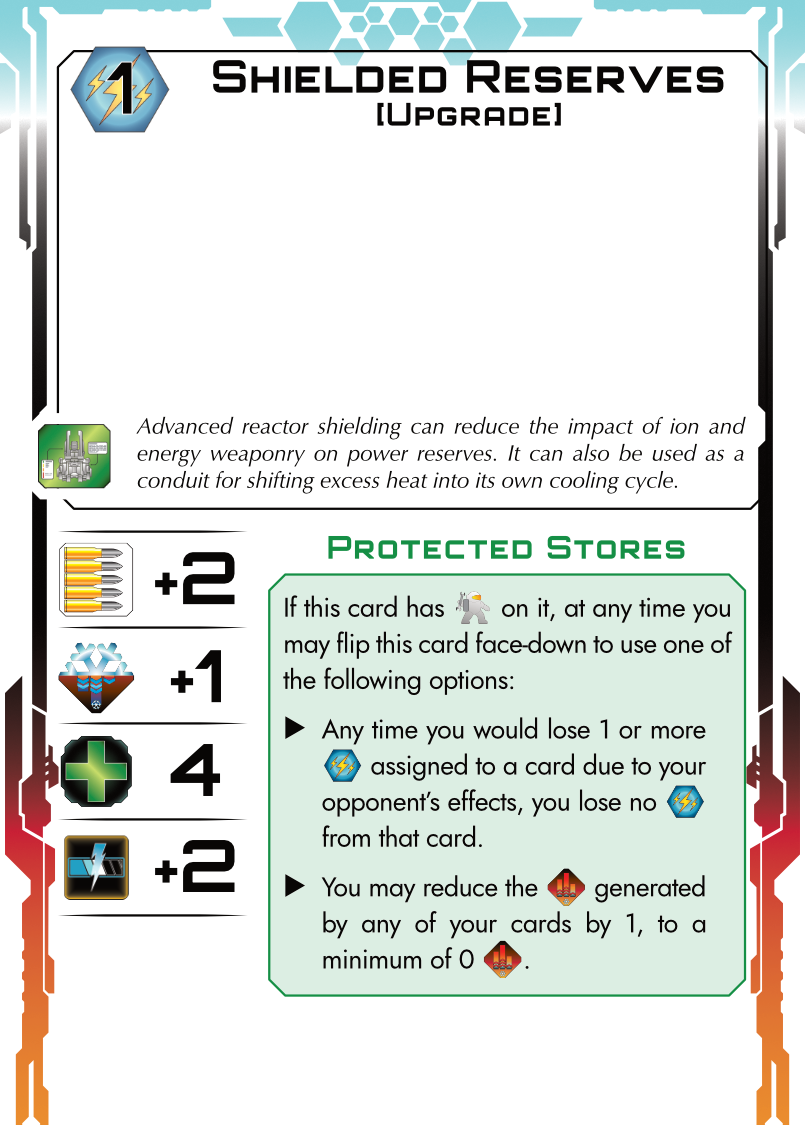 1
Shielded Reserves
[Upgrade]
Advanced reactor shielding can reduce the impact of ion and
energy weaponry on power reserves. It can also be used as a
conduit for shifting excess heat into its own cooling cycle.
+2
+1
4
+2
Protected Stores
If this card has on it, at any time you
may flip this card face-down to use one of
the following options:
▶ Any time you would lose 1 or more
assigned to a card due to your
opponent's effects, you lose no
from that card.
▶ You may reduce the generated
by any of your cards by 1, to a
minimum of 0 .